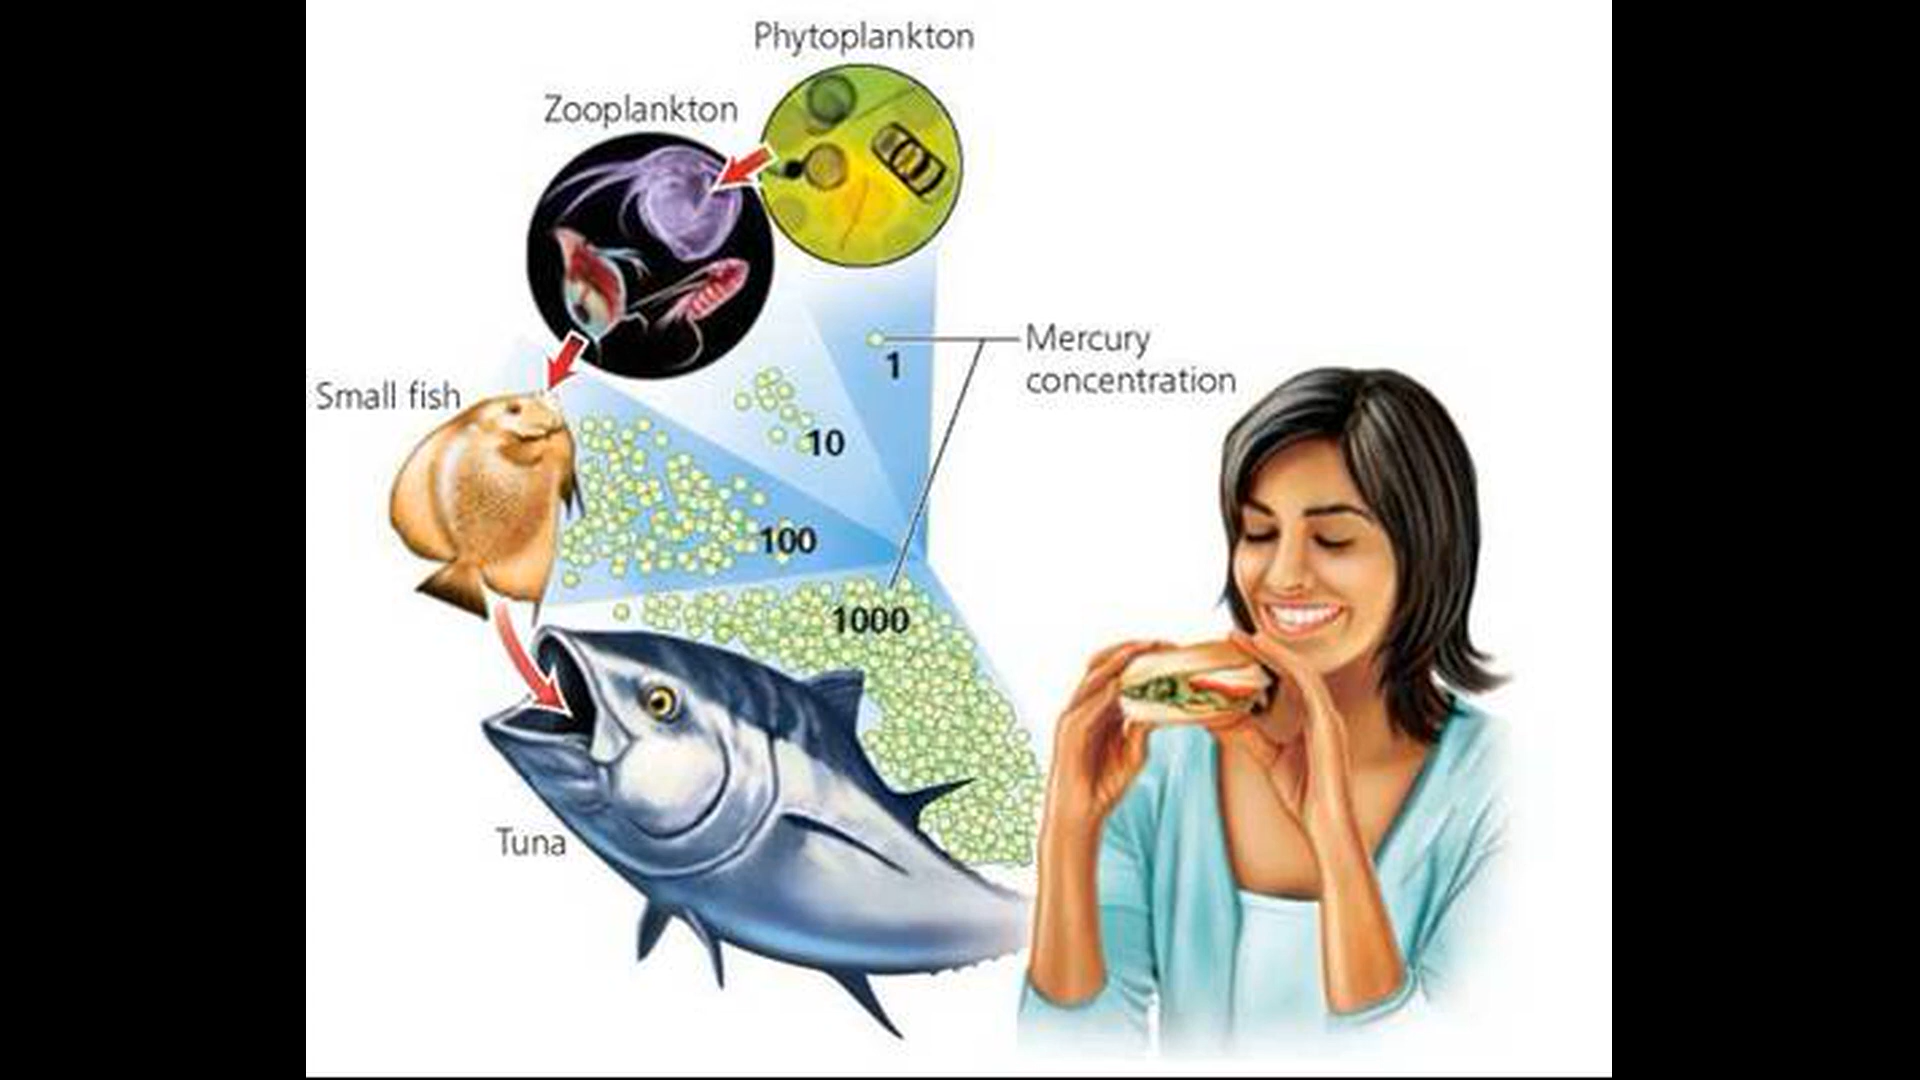 Phytoplankton
Zooplankton
Mercury
concentration
1
Small fish
10
100
1000
Tuna